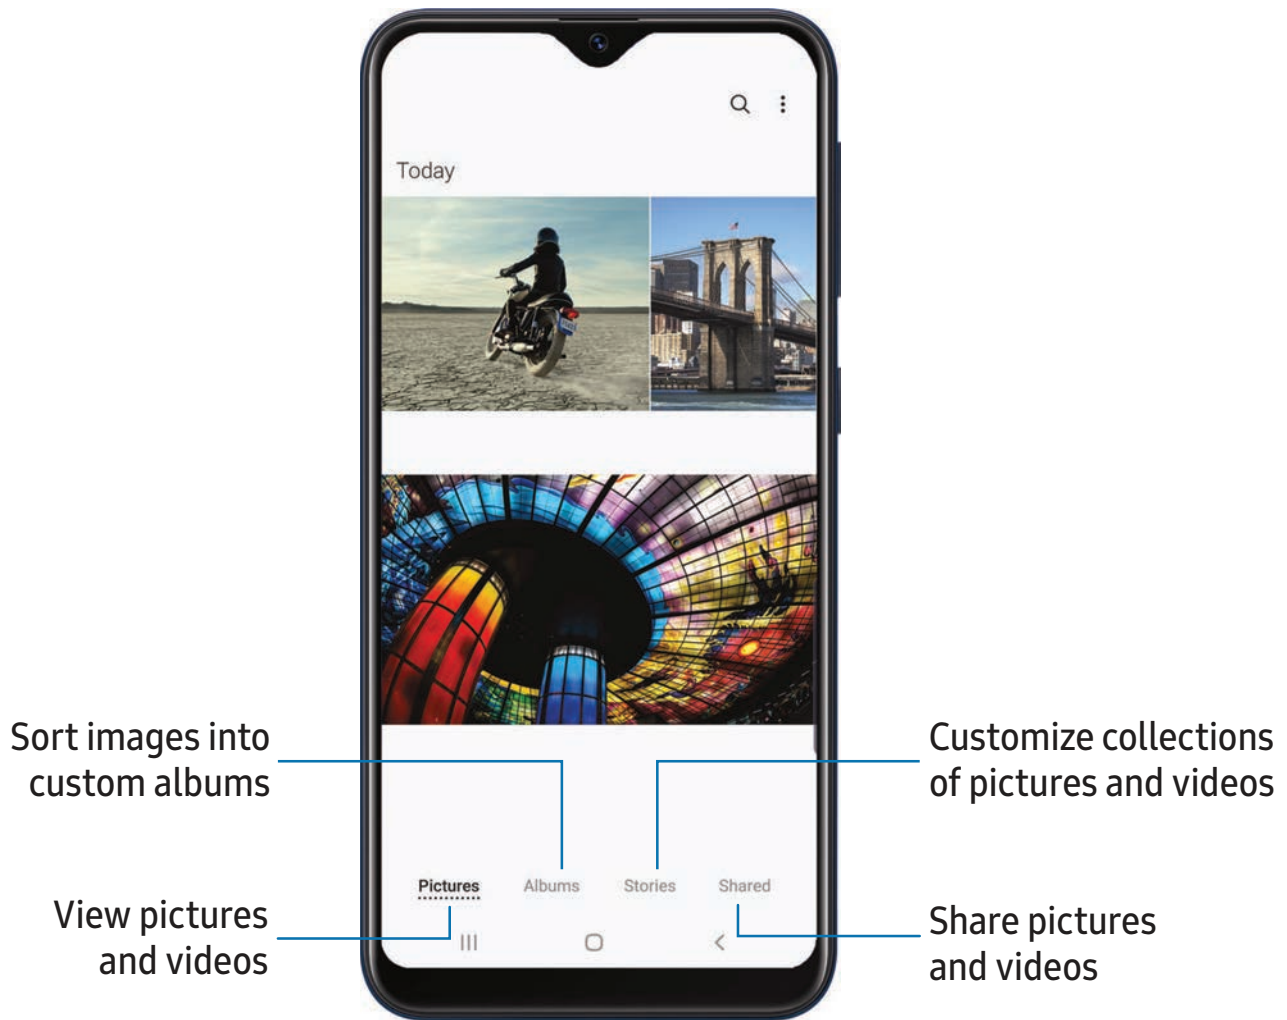 Today
Sort images into
custom albums
Customize collections
of pictures and videos
Pictures
Albums
Stories
Shared
View pictures
and videos
Share pictures
and videos